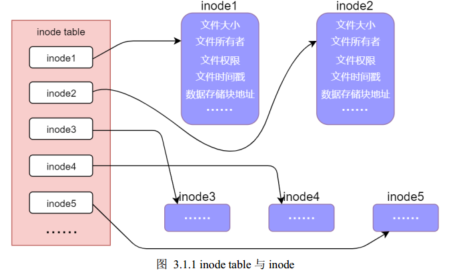 inode table
inode1
inode2
inode3
inode4
inode5
······
inode1
文件大小
文件所有者
文件权限
文件时间戳
数据存储块地址
······
inode2
文件大小
文件所有者
文件权限
文件时间戳
数据存储块地址
······
inode3
······
inode4
······
inode5
······
图 3.1.1 inode table 与 inode